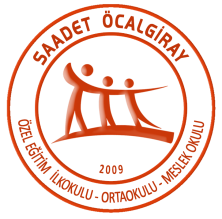 SAADET ÖCALGİRAY
2009
ÖZEL EĞİTİM İLKOKULU - ORTAOKULU - MESLEK OKULU